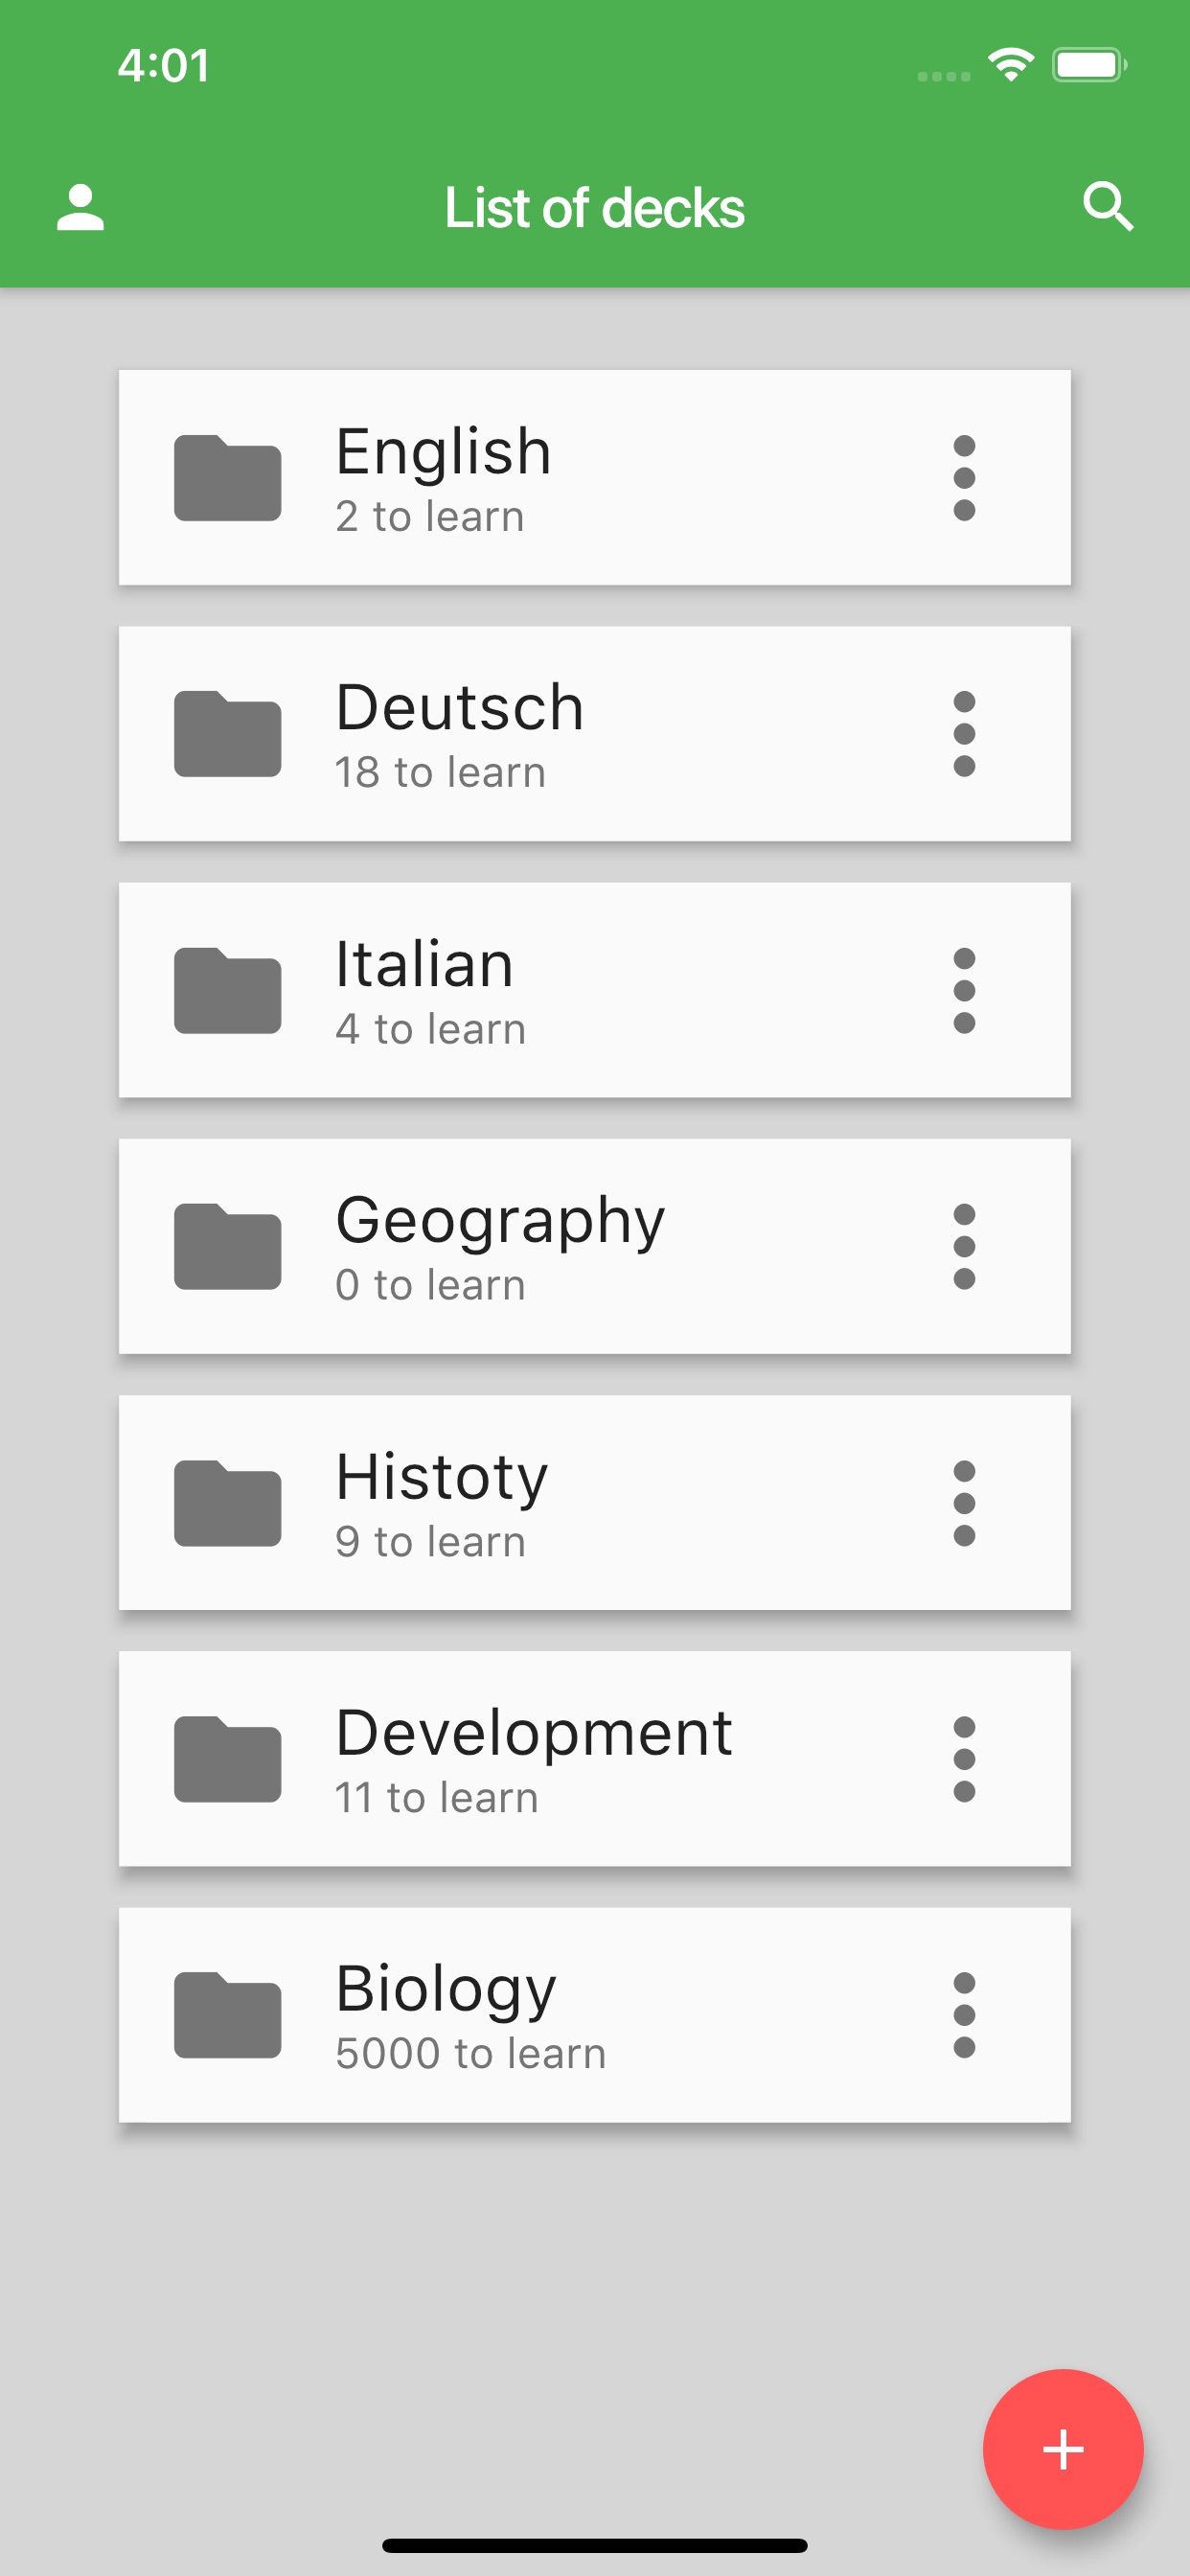 4:01
List of decks
English
2 to learn
Deutsch
18 to learn
Italian
4 to learn
Geography
0 to learn
Histoty
9 to learn
Development
11 to learn
Biology
5000 to learn